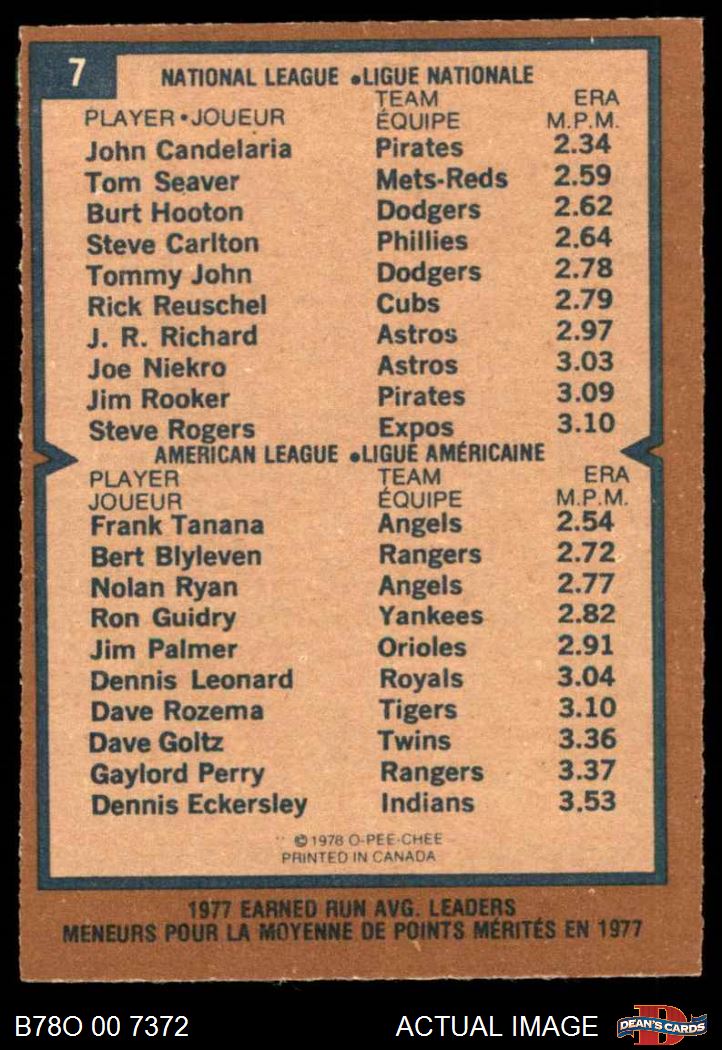 7
NATIONAL LEAGUE • LIGUE NATIONALE
PLAYER • JOUEUR TEAM ÉQUIPE ERA M.P.M.
John Candelaria Pirates 2.34
Tom Seaver Mets-Reds 2.59
Burt Hooton Dodgers 2.62
Steve Carlton Phillies 2.64
Tommy John Dodgers 2.78
Rick Reuschel Cubs 2.79
J. R. Richard Astros 2.97
Joe Niekro Astros 3.03
Jim Rooker Pirates 3.09
Steve Rogers Expos 3.10
AMERICAN LEAGUE • LIGUE AMÉRICAINE
PLAYER TEAM ERA
JOUEUR ÉQUIPE M.P.M.
Frank Tanana Angels 2.54
Bert Blyleven Rangers 2.72
Nolan Ryan Angels 2.77
Ron Guidry Yankees 2.82
Jim Palmer Orioles 2.91
Dennis Leonard Royals 3.04
Dave Rozema Tigers 3.10
Dave Goltz Twins 3.36
Gaylord Perry Rangers 3.37
Dennis Eckersley Indians 3.53
© 1978 O-PEE-CHEE
PRINTED IN CANADA
1977 EARNED RUN AVG. LEADERS
MENEURS POUR LA MOYENNE DE POINTS MÉRITÉS EN 1977
B78O 00 7372 ACTUAL IMAGE D DEAN'S CARDS